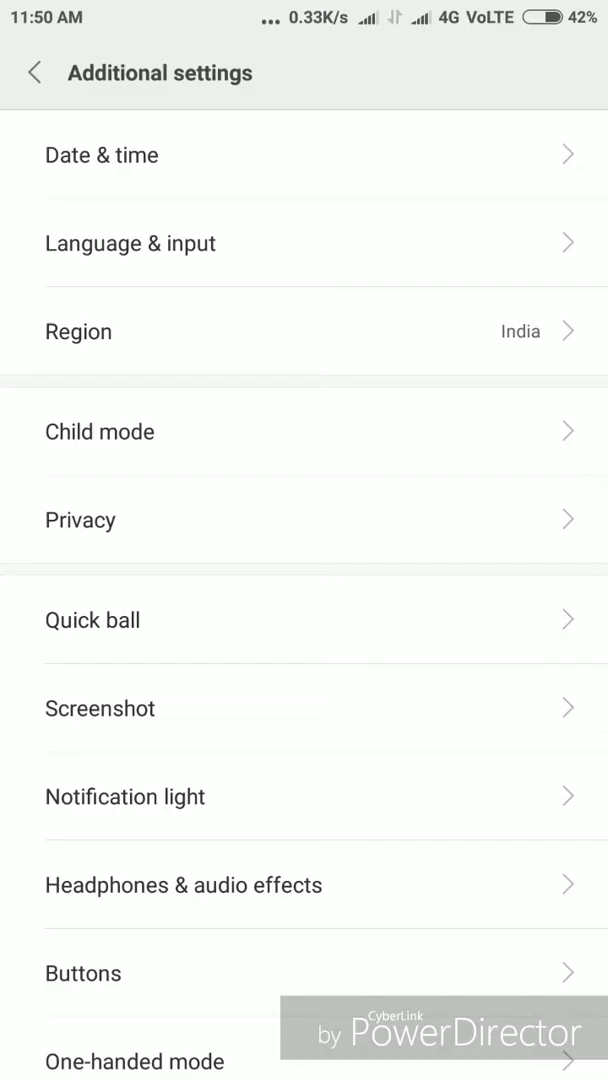 11:50 AM ... 0.33K/s 4G VoLTE 42%
Additional settings
Date & time
Language & input
Region India
Child mode
Privacy
Quick ball
Screenshot
Notification light
Headphones & audio effects
Buttons
CyberLink
by PowerDirector
One-handed mode